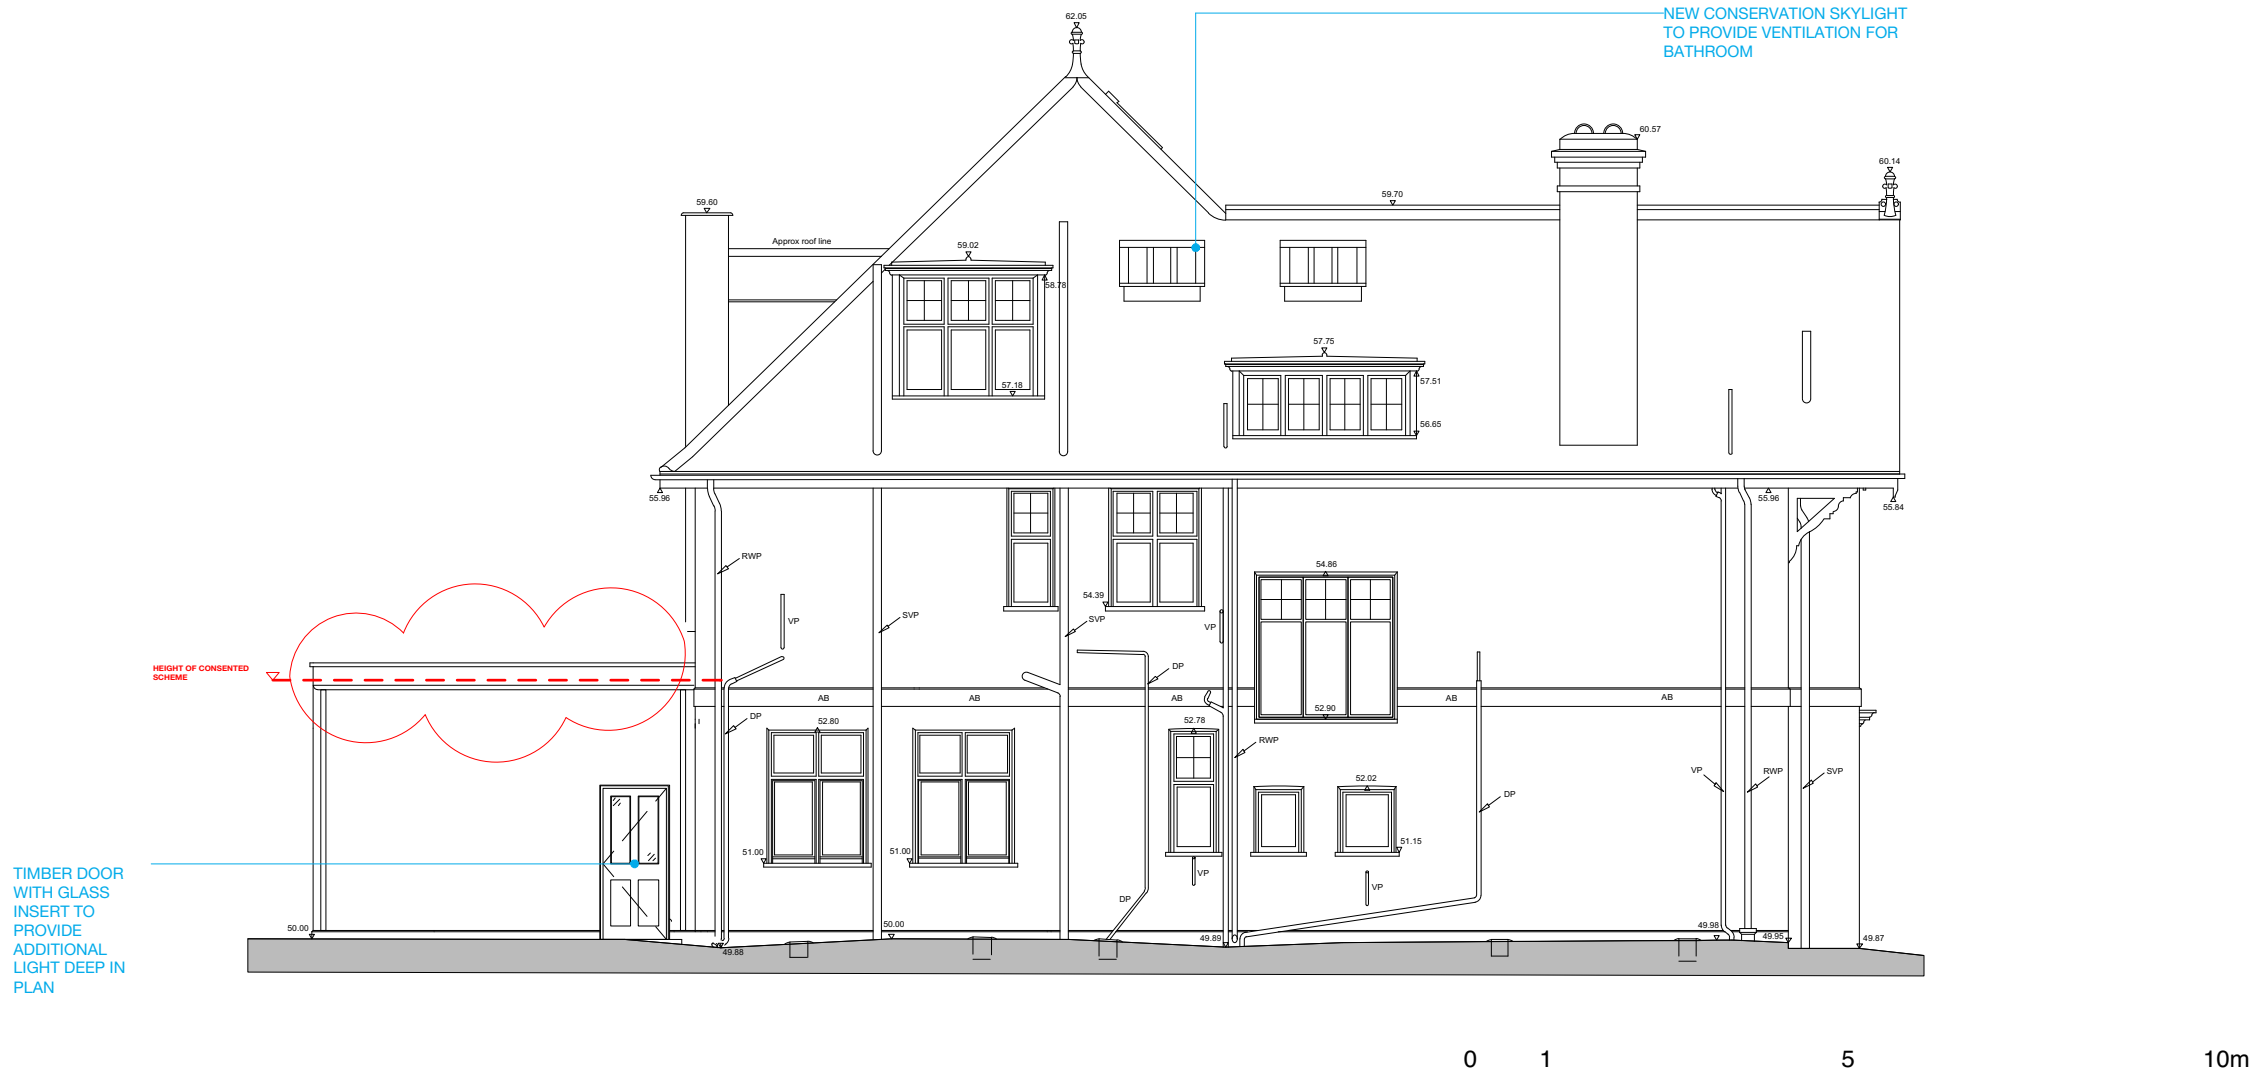 62.05
NEW CONSERVATION SKYLIGHT
TO PROVIDE VENTILATION FOR
BATHROOM
60.57
60.14
59.70
59.60
Approx roof line
59.02
58.78
57.18
57.75
57.51
56.65
55.96
55.96
55.84
RWP
VP
SVP
SVP
54.39
VP
54.86
DP
HEIGHT OF CONSENTED
SCHEME
AB
AB
AB
AB
AB
52.90
DP
52.80
52.78
RWP
VP
RWP
SVP
52.02
DP
51.00
51.00
51.15
VP
VP
DP
TIMBER DOOR
WITH GLASS
INSERT TO
PROVIDE
ADDITIONAL
LIGHT DEEP IN
PLAN
50.00
50.00
49.88
49.89
49.98
49.95
49.87
0 1 5 10m